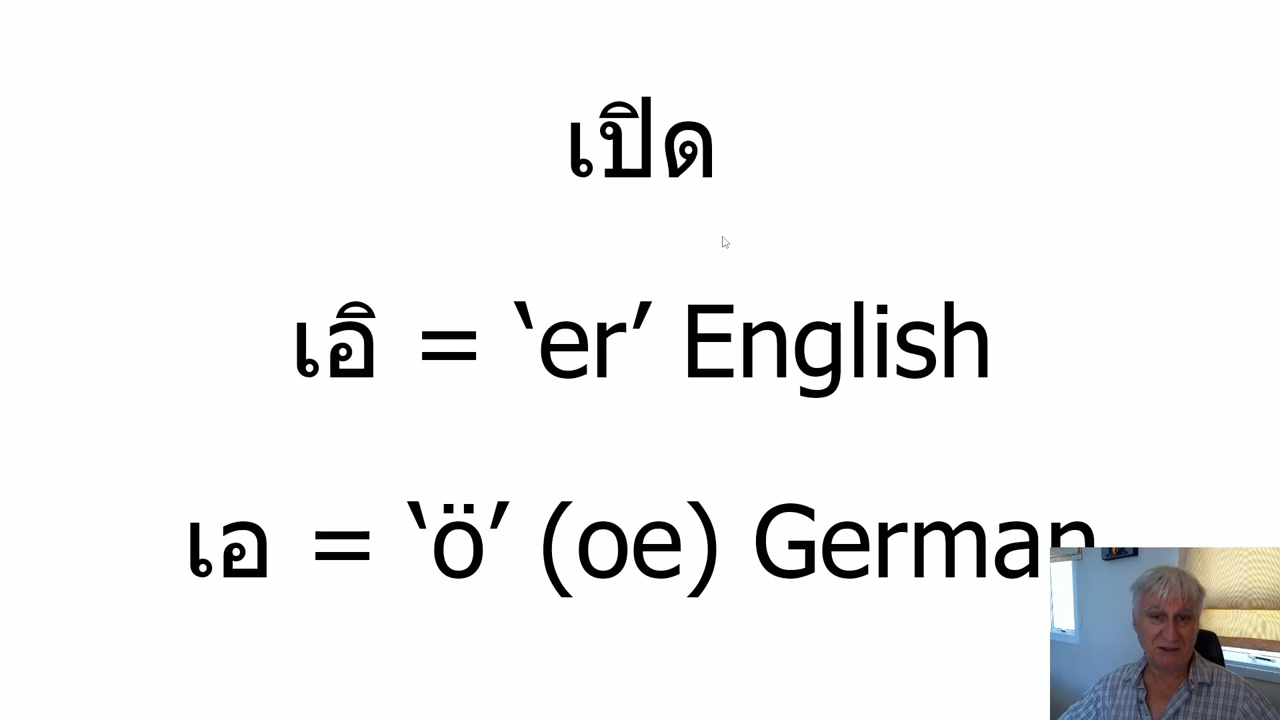 เปิด
เอิ = ‘er’ English
เอ = ‘ö’ (oe) German